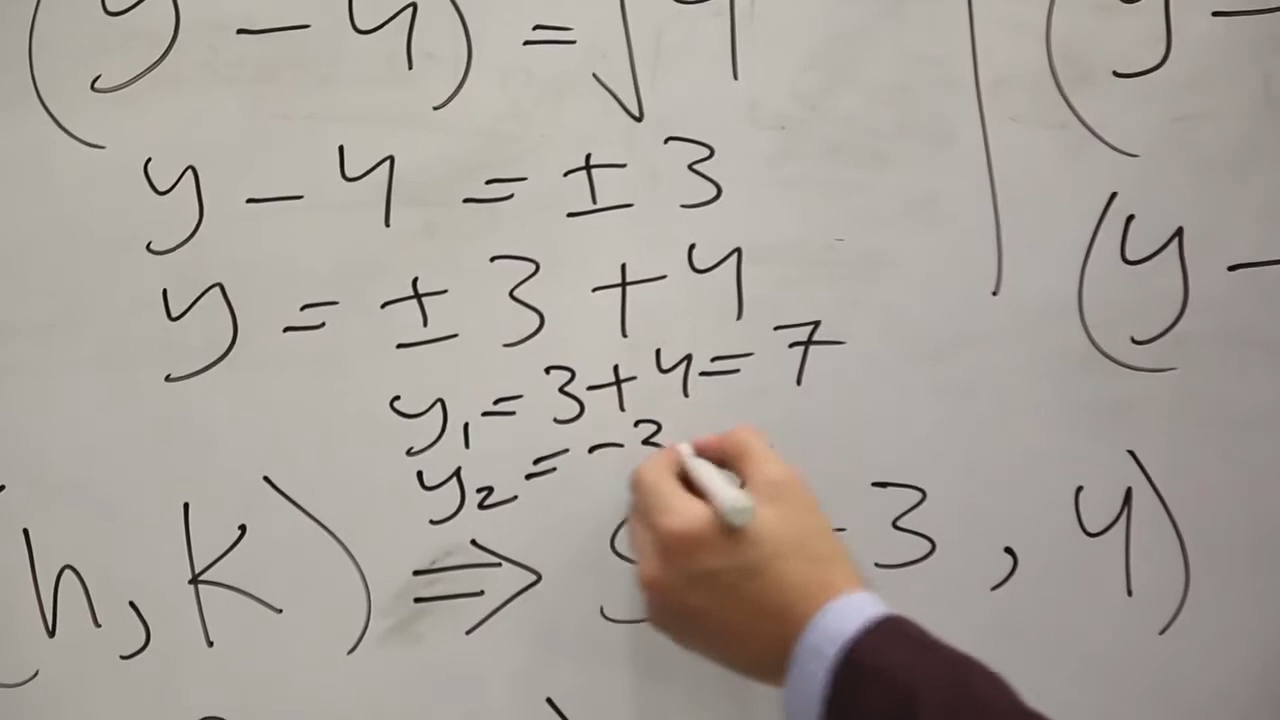 (y - 4) = √9
y - 4 = ± 3
y = ± 3 + 4
y₁ = 3 + 4 = 7
y₂ = -3
h, k) ⇒ -3, 4)
(y -
(y -